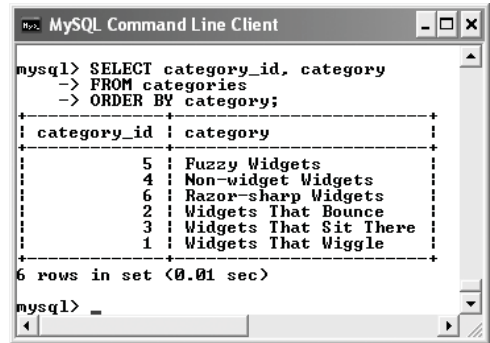 MySQL Command Line Client
mysql> SELECT category_id, category
-> FROM categories
-> ORDER BY category;
+-------------+-------------------------+
| category_id | category |
+-------------+-------------------------+
| 5 | Fuzzy Widgets |
| 4 | Non-widget Widgets |
| 6 | Razor-sharp Widgets |
| 2 | Widgets That Bounce |
| 3 | Widgets That Sit There |
| 1 | Widgets That Wiggle |
+-------------+-------------------------+
6 rows in set (0.01 sec)
mysql> _